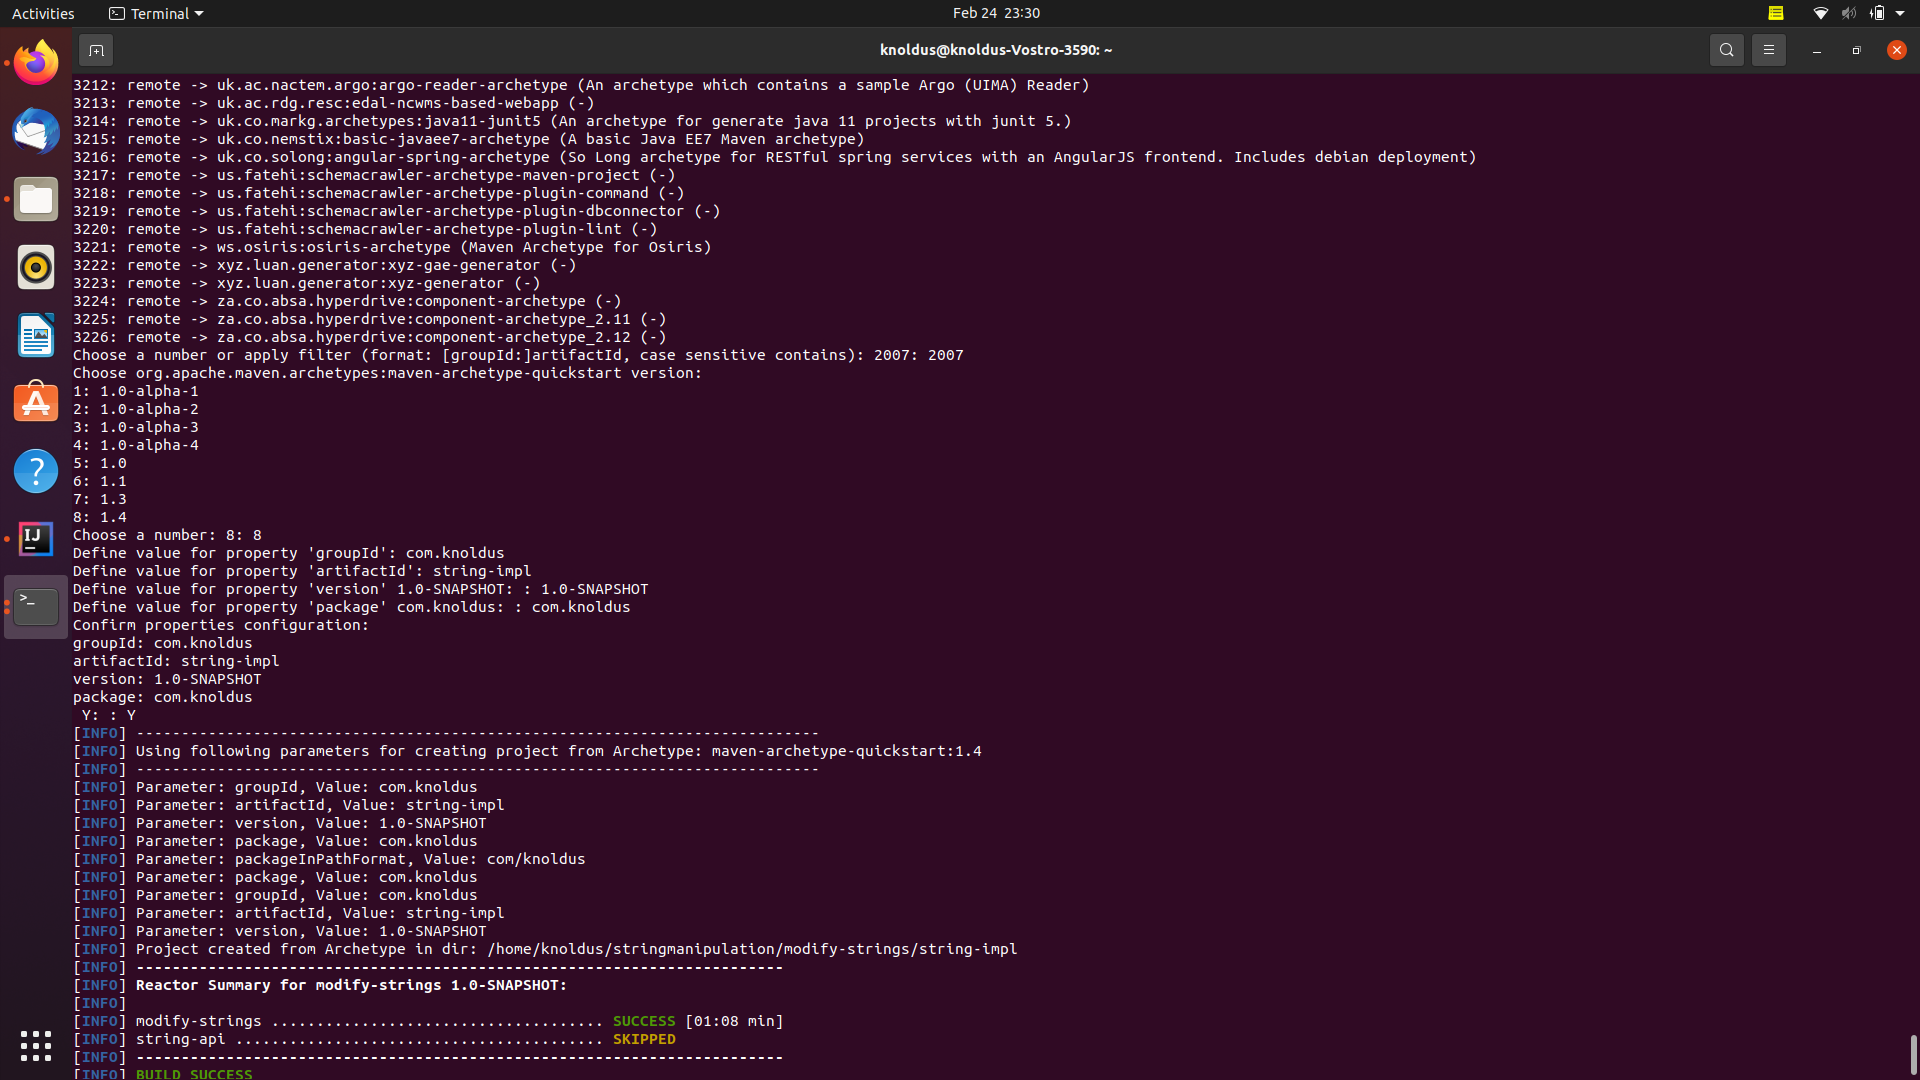 Activities
Terminal
Feb 24 23:30
knoldus@knoldus-Vostro-3590: ~
3212: remote -> uk.ac.nactem.argo:argo-reader-archetype (An archetype which contains a sample Argo (UIMA) Reader)
3213: remote -> uk.ac.rdg.resc:edal-ncwms-based-webapp (-)
3214: remote -> uk.co.markg.archetypes:java11-junit5 (An archetype for generate java 11 projects with junit 5.)
3215: remote -> uk.co.nemstix:basic-javaee7-archetype (A basic Java EE7 Maven archetype)
3216: remote -> uk.co.solong:angular-spring-archetype (So Long archetype for RESTful spring services with an AngularJS frontend. Includes debian deployment)
3217: remote -> us.fatehi:schemacrawler-archetype-maven-project (-)
3218: remote -> us.fatehi:schemacrawler-archetype-plugin-command (-)
3219: remote -> us.fatehi:schemacrawler-archetype-plugin-dbconnector (-)
3220: remote -> us.fatehi:schemacrawler-archetype-plugin-lint (-)
3221: remote -> ws.osiris:osiris-archetype (Maven Archetype for Osiris)
3222: remote -> xyz.luan.generator:xyz-gae-generator (-)
3223: remote -> xyz.luan.generator:xyz-generator (-)
3224: remote -> za.co.absa.hyperdrive:component-archetype (-)
3225: remote -> za.co.absa.hyperdrive:component-archetype_2.11 (-)
3226: remote -> za.co.absa.hyperdrive:component-archetype_2.12 (-)
Choose a number or apply filter (format: [groupId:]artifactId, case sensitive contains): 2007: 2007
Choose org.apache.maven.archetypes:maven-archetype-quickstart version:
1: 1.0-alpha-1
2: 1.0-alpha-2
3: 1.0-alpha-3
4: 1.0-alpha-4
5: 1.0
6: 1.1
7: 1.3
8: 1.4
Choose a number: 8: 8
Define value for property 'groupId': com.knoldus
Define value for property 'artifactId': string-impl
Define value for property 'version' 1.0-SNAPSHOT: : 1.0-SNAPSHOT
Define value for property 'package' com.knoldus: : com.knoldus
Confirm properties configuration:
groupId: com.knoldus
artifactId: string-impl
version: 1.0-SNAPSHOT
package: com.knoldus
 Y: : Y
[INFO] ----------------------------------------------------------------------------
[INFO] Using following parameters for creating project from Archetype: maven-archetype-quickstart:1.4
[INFO] ----------------------------------------------------------------------------
[INFO] Parameter: groupId, Value: com.knoldus
[INFO] Parameter: artifactId, Value: string-impl
[INFO] Parameter: version, Value: 1.0-SNAPSHOT
[INFO] Parameter: package, Value: com.knoldus
[INFO] Parameter: packageInPathFormat, Value: com/knoldus
[INFO] Parameter: package, Value: com.knoldus
[INFO] Parameter: groupId, Value: com.knoldus
[INFO] Parameter: artifactId, Value: string-impl
[INFO] Parameter: version, Value: 1.0-SNAPSHOT
[INFO] Project created from Archetype in dir: /home/knoldus/stringmanipulation/modify-strings/string-impl
[INFO] ------------------------------------------------------------------------
[INFO] Reactor Summary for modify-strings 1.0-SNAPSHOT:
[INFO]
[INFO] modify-strings ..................................... SUCCESS [01:08 min]
[INFO] string-api ......................................... SKIPPED
[INFO] ------------------------------------------------------------------------
[INFO] BUILD SUCCESS